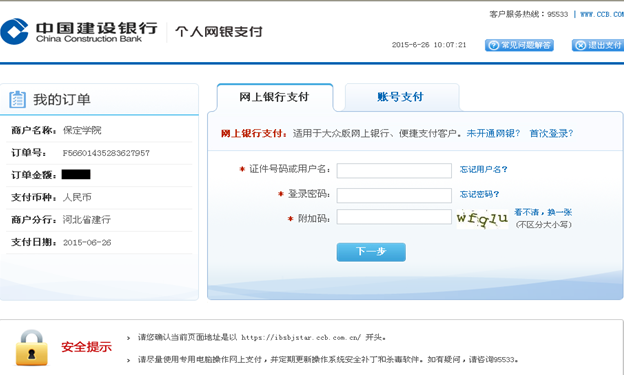 客户服务热线：95533 | WWW.CCB.COM
中国建设银行 个人网银支付
China Construction Bank
2015-6-26 10:07:21 常见问题解答 退出支付
我的订单
商户名称：保定学院
订单号：F56601435283627957
订单金额：
支付币种：人民币
商户分行：河北省建行
支付日期：2015-06-26
网上银行支付 账号支付
网上银行支付：适用于大众版网上银行、便捷支付客户。未开通网银？ 首次登录？
* 证件号码或用户名： 忘记用户名？
* 登录密码： 忘记密码？
* 附加码： wfq1u 看不清，换一张
(不区分大小写)
下一步
安全提示
› 请您确认当前页面地址是以 https://ibsbjstar.ccb.com.cn/ 开头。
› 请尽量使用专用电脑操作网上支付，并定期更新操作系统安全补丁和杀毒软件。如有疑问，请咨询95533。